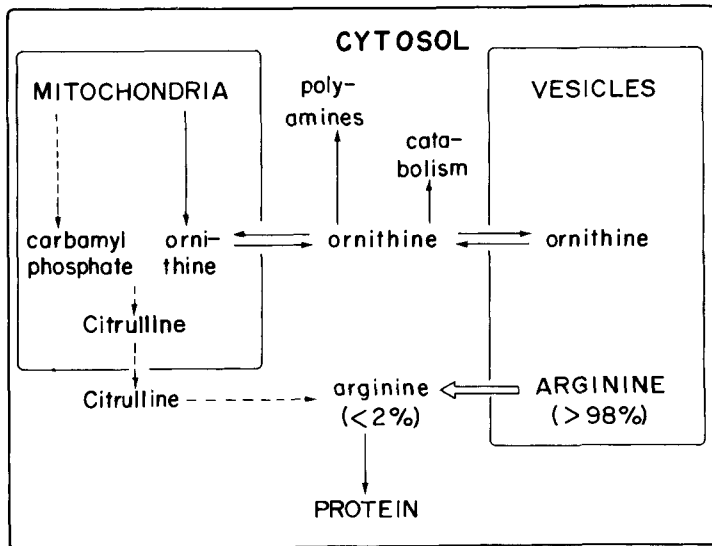 CYTOSOL
MITOCHONDRIA
poly-
amines
VESICLES
cata-
bolism
carbamyl
phosphate
orni-
thine
ornithine
ornithine
Citrulline
Citrulline
arginine
(<2%)
ARGININE
(>98%)
PROTEIN